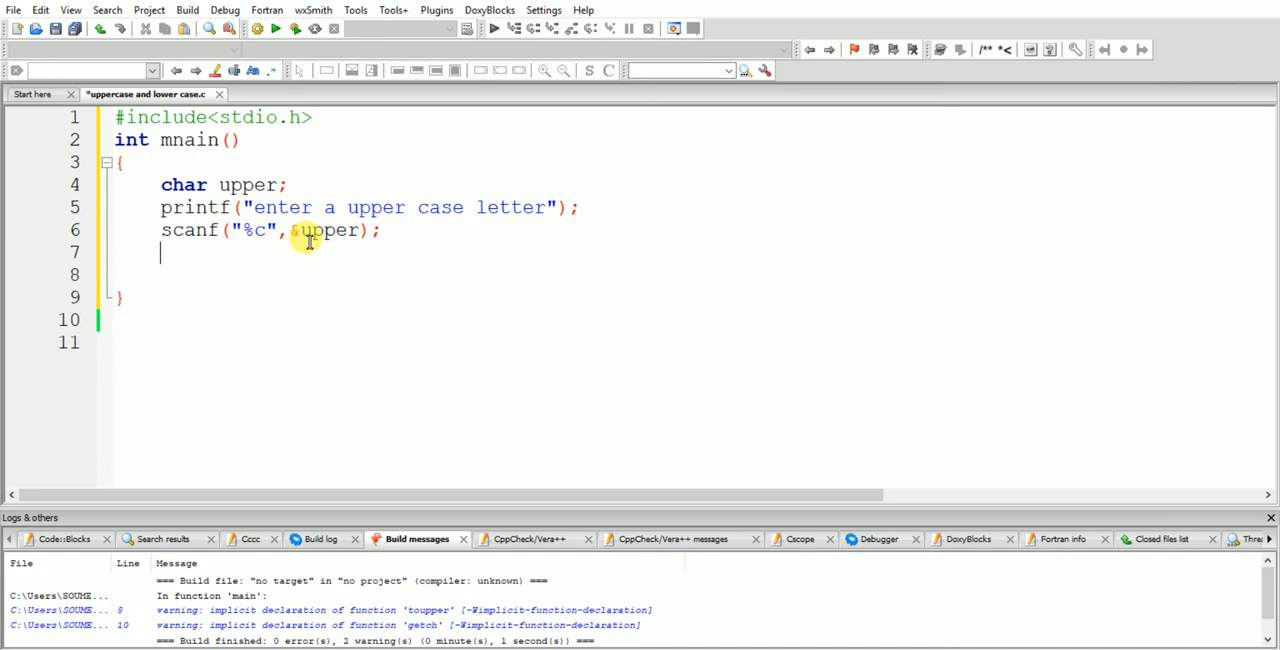 File Edit View Search Project Build Debug Fortran wxSmith Tools Tools+ Plugins DoxyBlocks Settings Help
/** *<
S C
Start here *uppercase and lower case.c
1 #include<stdio.h>
2 int mnain()
3 {
4 char upper;
5 printf("enter a upper case letter");
6 scanf("%c",&upper);
7
8
9 }
10
11
Logs & others
Code::Blocks Search results Cccc Build log Build messages CppCheck/Vera++ CppCheck/Vera++ messages Cscope Debugger DoxyBlocks Fortran info Closed files list Thre
File Line Message
=== Build file: "no target" in "no project" (compiler: unknown) ===
C:\Users\SOUME... In function 'main':
C:\Users\SOUME... 8 warning: implicit declaration of function 'toupper' [-Wimplicit-function-declaration]
C:\Users\SOUME... 10 warning: implicit declaration of function 'getch' [-Wimplicit-function-declaration]
=== Build finished: 0 error(s), 2 warning(s) (0 minute(s), 1 second(s)) ===